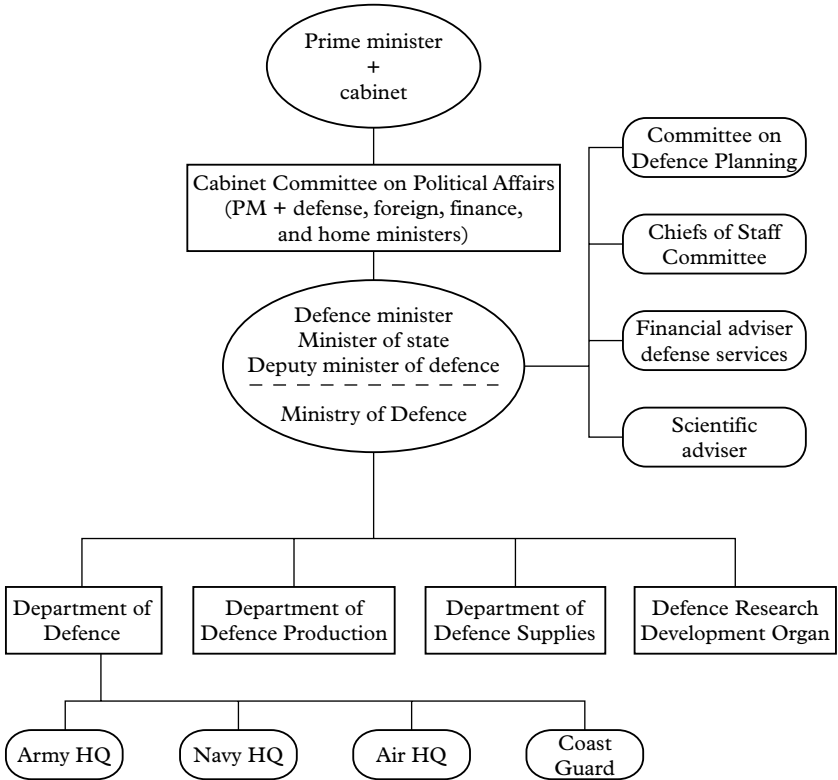 Prime minister
+
cabinet
Cabinet Committee on Political Affairs
(PM + defense, foreign, finance,
and home ministers)
Committee on
Defence Planning
Chiefs of Staff
Committee
Financial adviser
defense services
Scientific
adviser
Defence minister
Minister of state
Deputy minister of defence
Ministry of Defence
Department of
Defence
Department of
Defence Production
Department of
Defence Supplies
Defence Research
Development Organ
Army HQ
Navy HQ
Air HQ
Coast
Guard